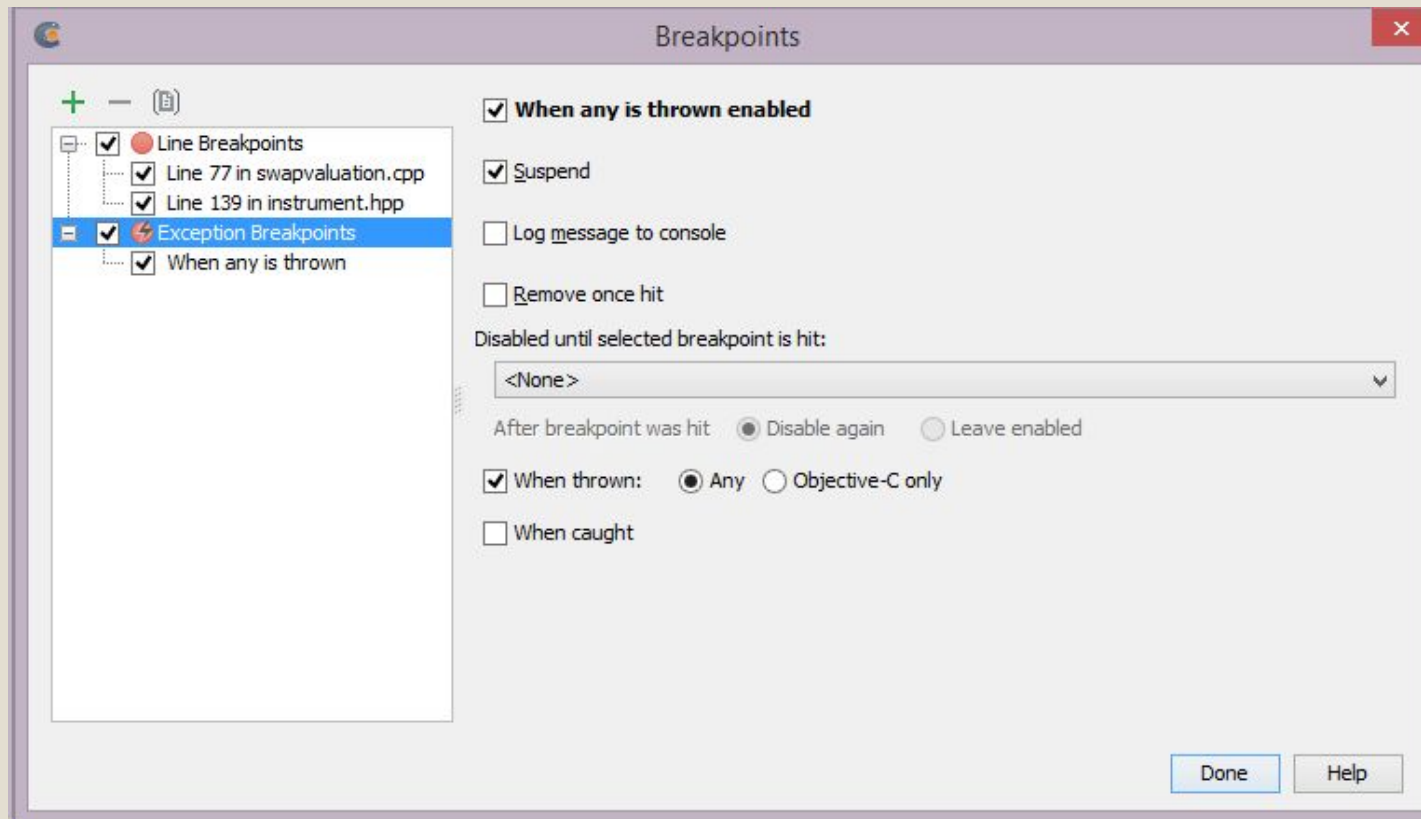 Breakpoints
Line Breakpoints
Line 77 in swapvaluation.cpp
Line 139 in instrument.hpp
Exception Breakpoints
When any is thrown
When any is thrown enabled
Suspend
Log message to console
Remove once hit
Disabled until selected breakpoint is hit:
<None>
After breakpoint was hit Disable again Leave enabled
When thrown: Any Objective-C only
When caught
Done Help